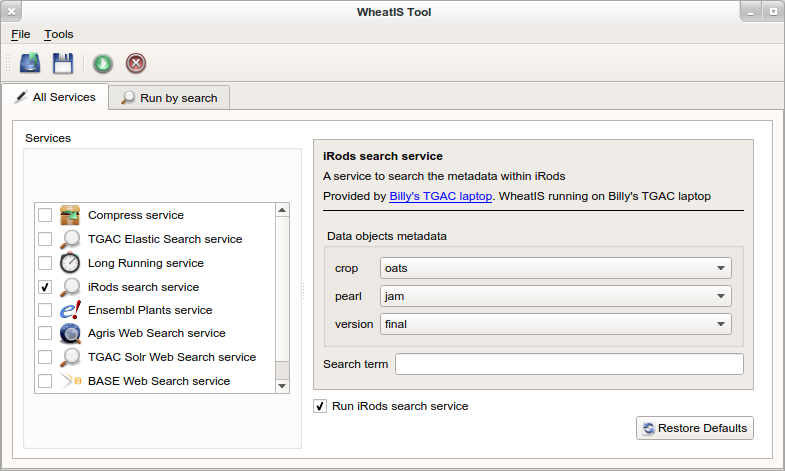 WheatIS Tool
File Tools
All Services Run by search
Services
Compress service
TGAC Elastic Search service
Long Running service
iRods search service
e! Ensembl Plants service
Agris Web Search service
TGAC Solr Web Search service
BASE Web Search service
iRods search service
A service to search the metadata within iRods
Provided by Billy's TGAC laptop. WheatIS running on Billy's TGAC laptop
Data objects metadata
crop oats
pearl jam
version final
Search term
Run iRods search service
Restore Defaults